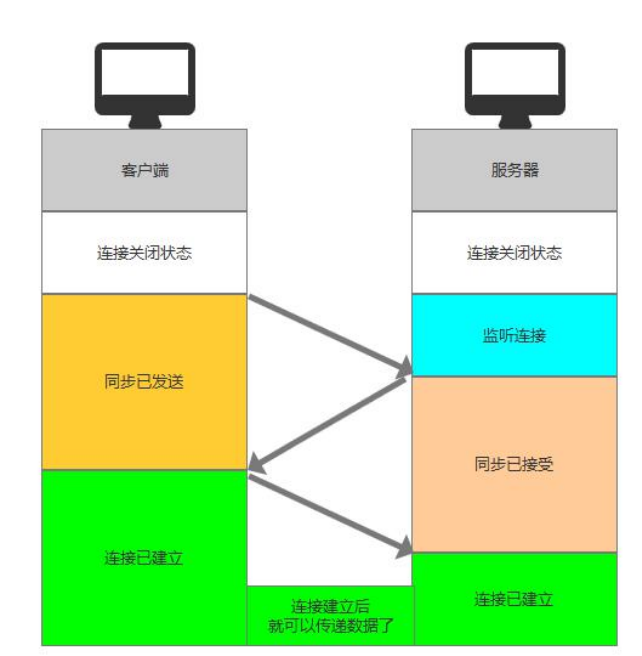 客户端
服务器
连接关闭状态
连接关闭状态
监听连接
同步已发送
同步已接受
连接已建立
连接已建立
连接建立后
就可以传递数据了